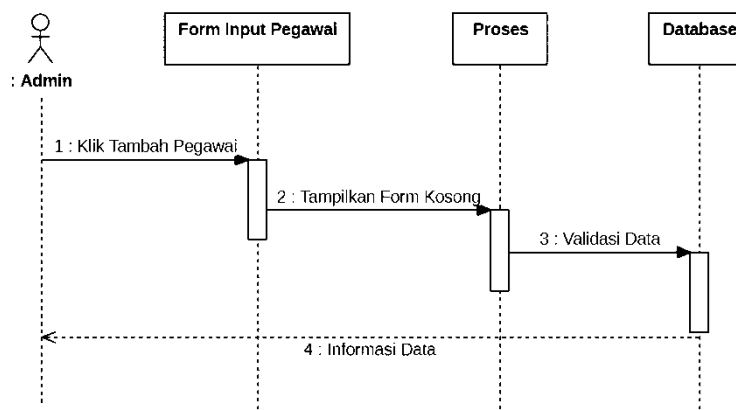 Form Input Pegawai
Proses
Database
: Admin
1 : Klik Tambah Pegawai
2 : Tampilkan Form Kosong
3 : Validasi Data
4 : Informasi Data